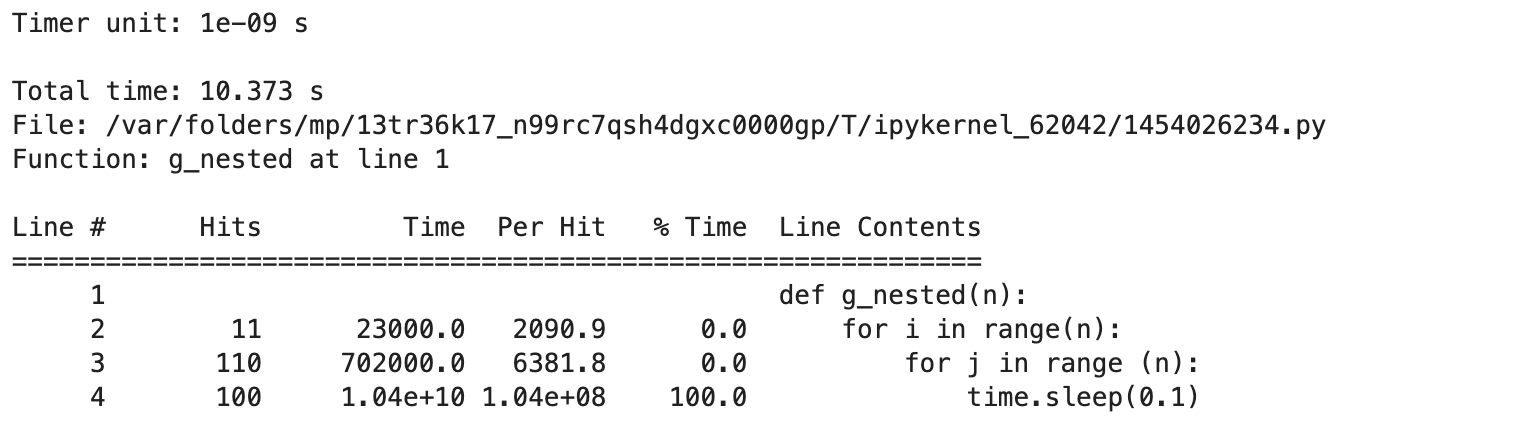 Timer unit: 1e-09 s
Total time: 10.373 s
File: /var/folders/mp/13tr36k17_n99rc7qsh4dgxc0000gp/T/ipykernel_62042/1454026234.py
Function: g_nested at line 1
Line #      Hits         Time  Per Hit   % Time  Line Contents
==============================================================
     1                                           def g_nested(n):
     2        11      23000.0   2090.9      0.0      for i in range(n):
     3       110     702000.0   6381.8      0.0          for j in range (n):
     4       100     1.04e+10 1.04e+08    100.0              time.sleep(0.1)